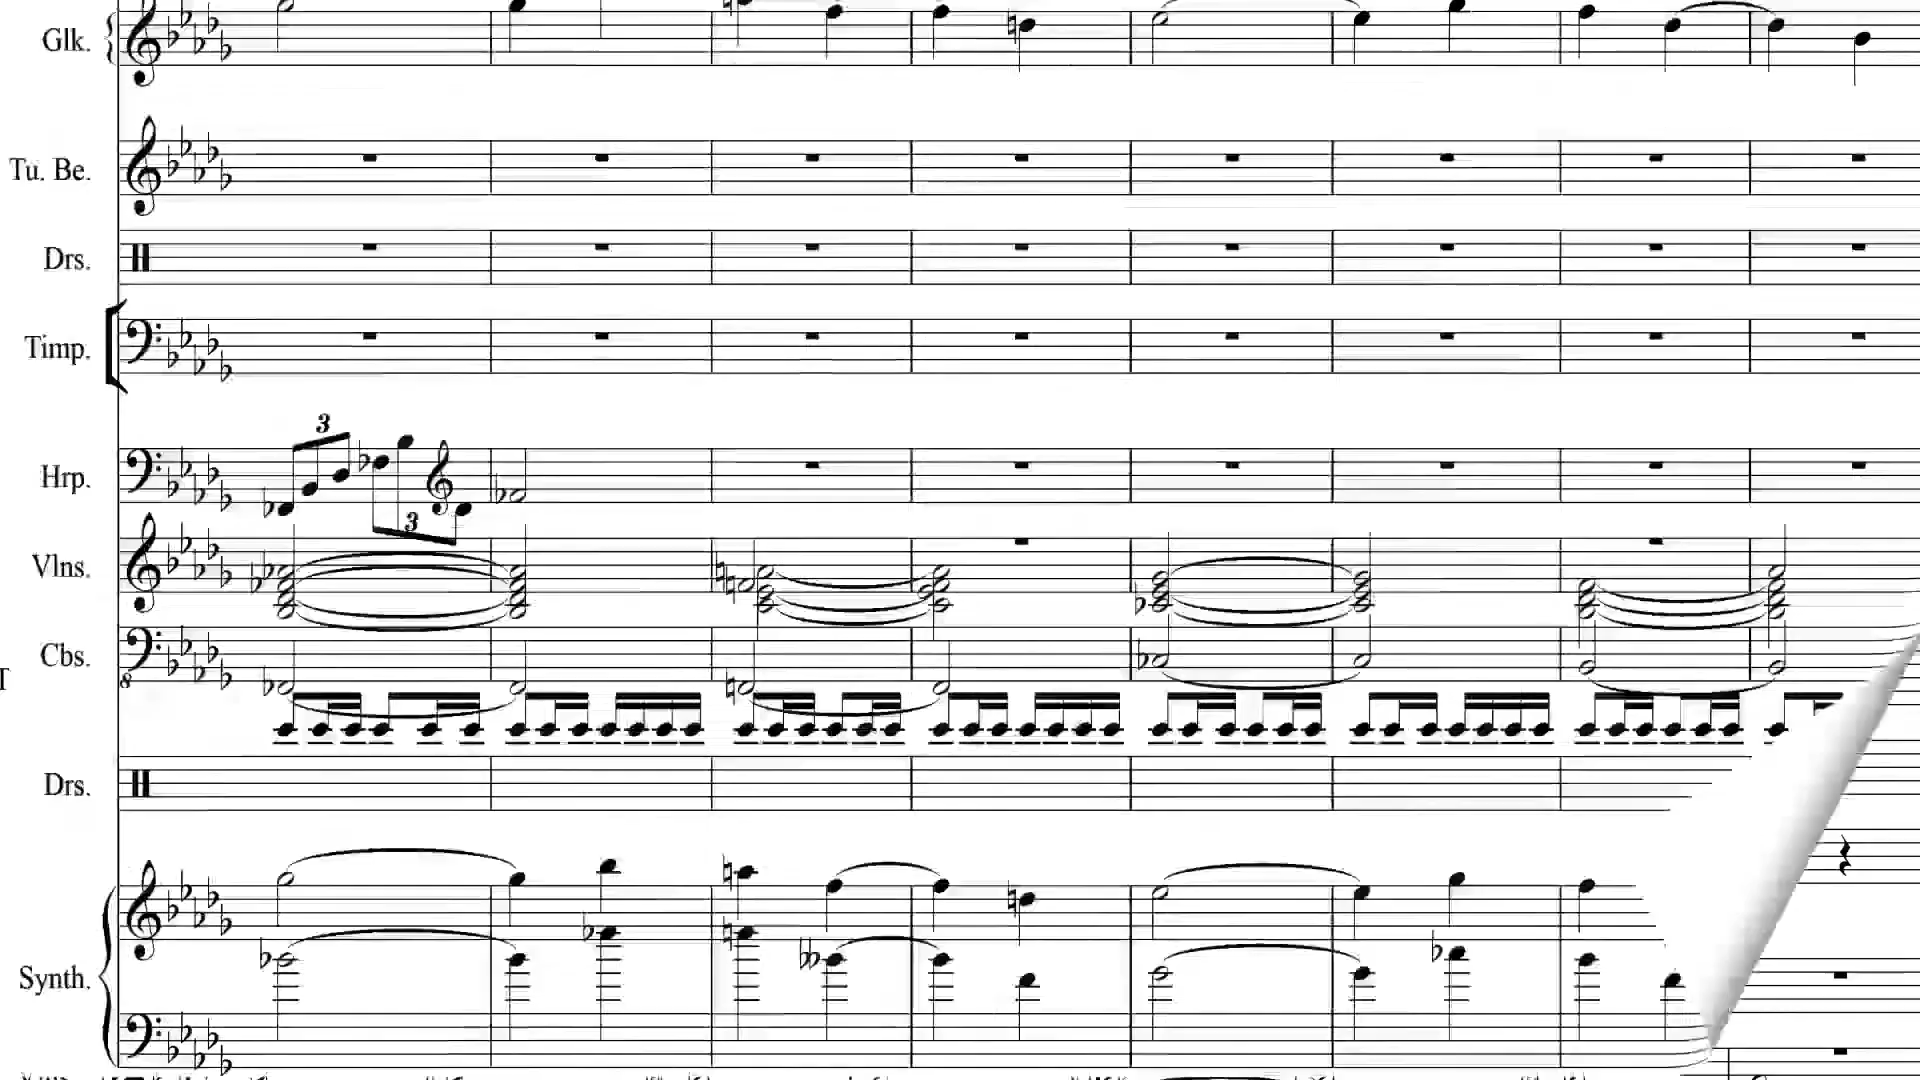 Glk.
Tu. Be.
Drs.
Timp.
3
Hrp.
3
Vlns.
Cbs.
8
Drs.
Synth.